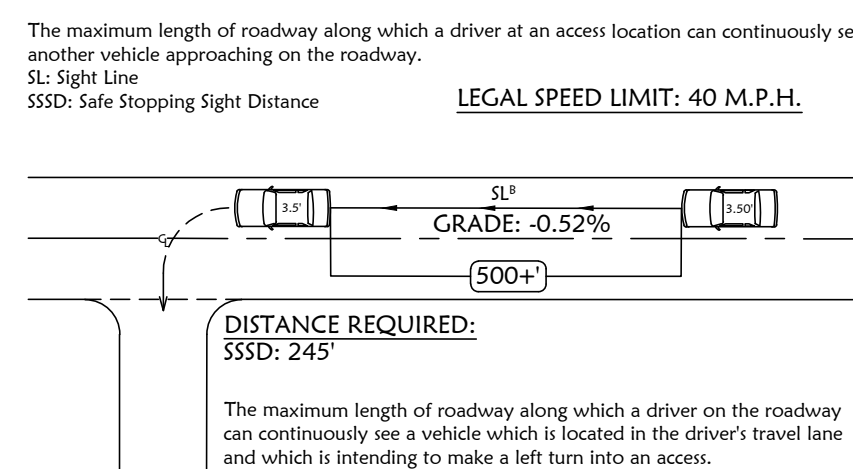 The maximum length of roadway along which a driver at an access location can continuously se
another vehicle approaching on the roadway.
SL: Sight Line
SSSD: Safe Stopping Sight Distance
LEGAL SPEED LIMIT: 40 M.P.H.
SLB
3.5'
3.50'
GRADE: -0.52%
500+'
DISTANCE REQUIRED:
SSSD: 245'
The maximum length of roadway along which a driver on the roadway
can continuously see a vehicle which is located in the driver's travel lane
and which is intending to make a left turn into an access.